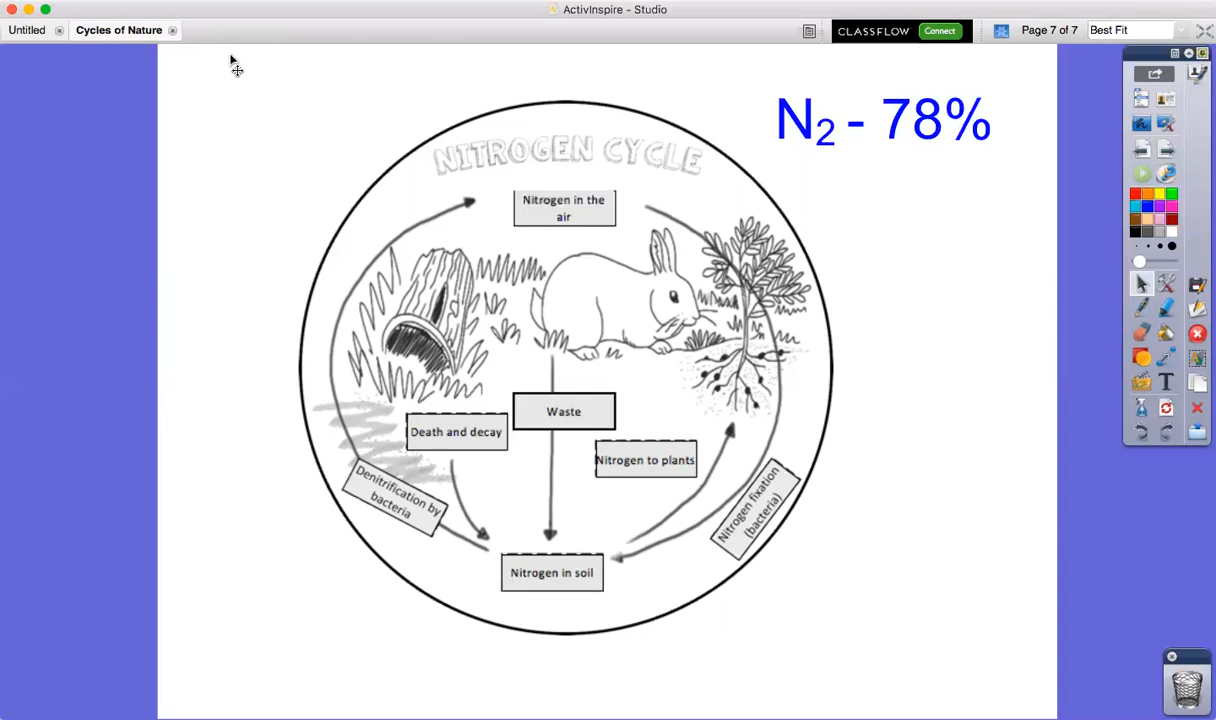 ActivInspire - Studio
Untitled
Cycles of Nature
CLASSFLOW
Connect
Page 7 of 7
Best Fit
N₂ - 78%
NITROGEN CYCLE
Nitrogen in the
air
Waste
Death and decay
Nitrogen to plants
Denitrification by
bacteria
Nitrogen fixation
(bacteria)
Nitrogen in soil